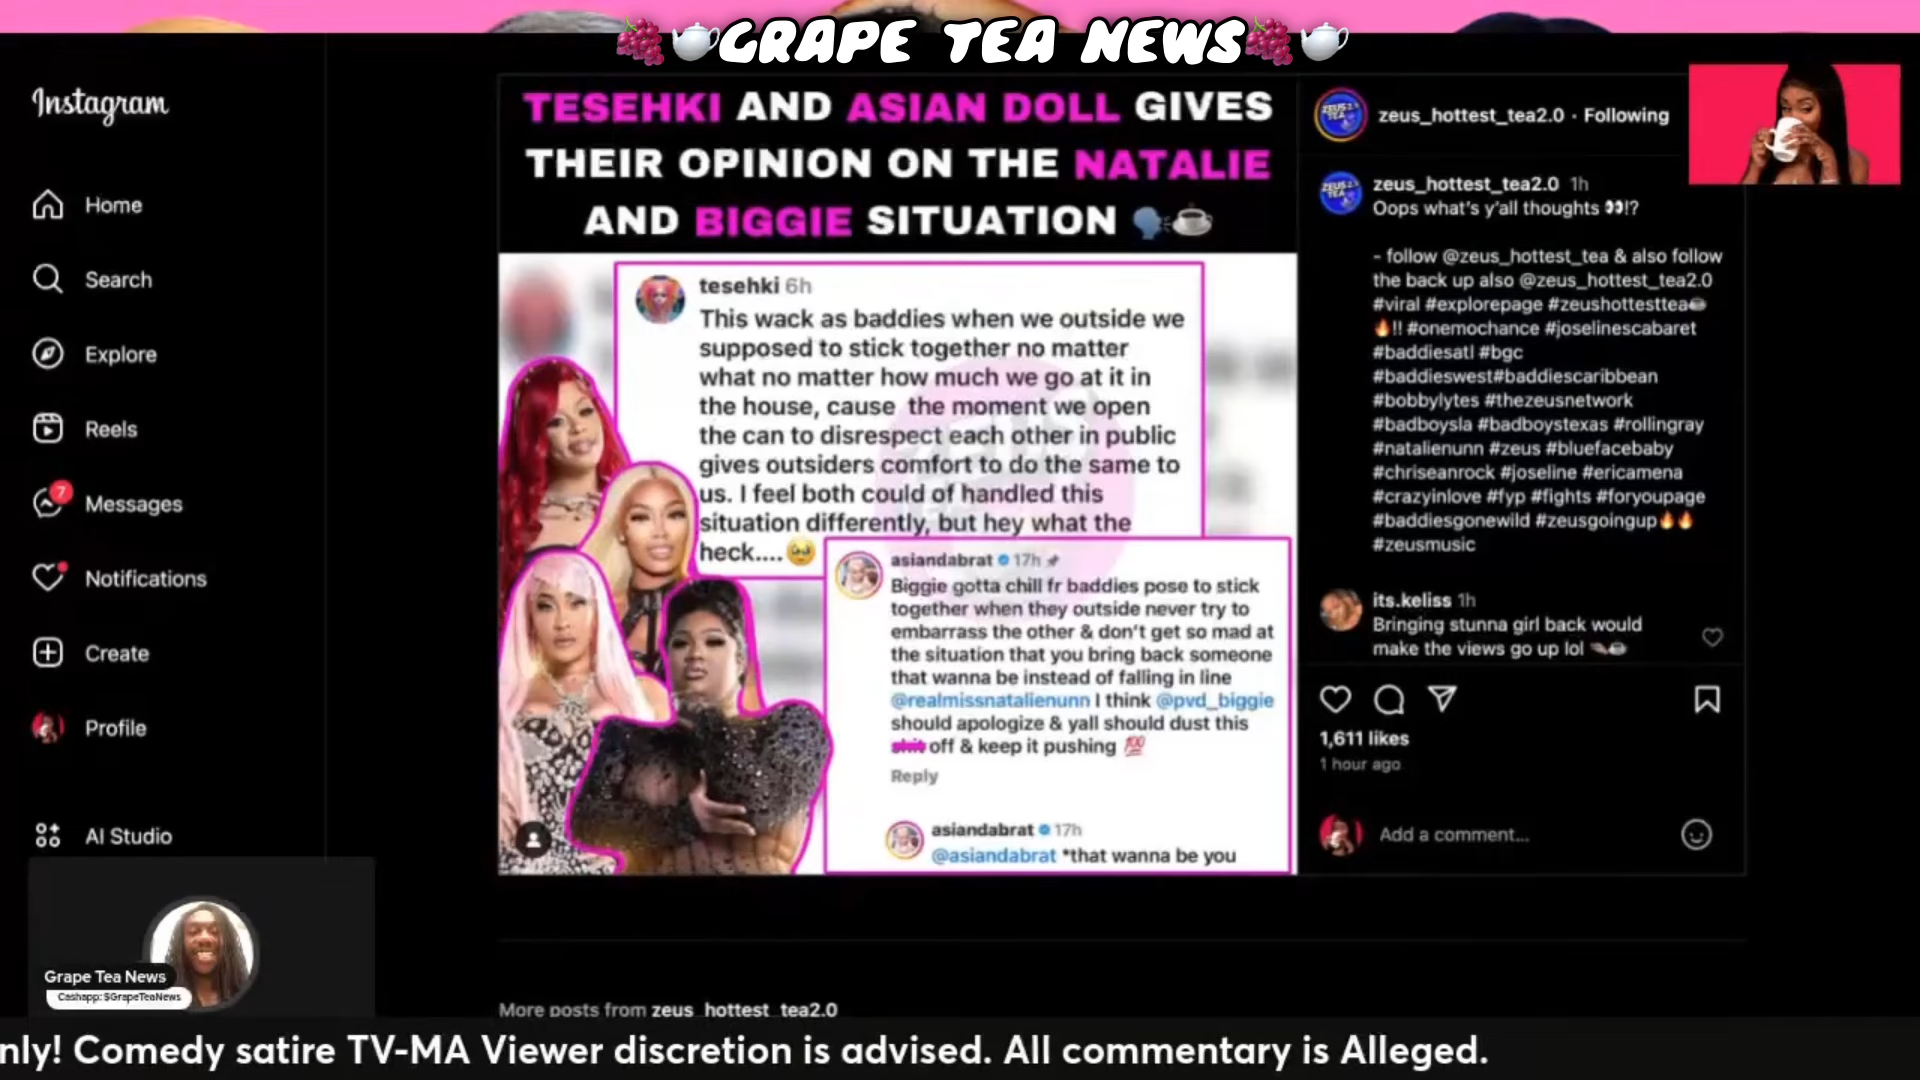 GRAPE TEA NEWS
Instagram
Home
Search
Explore
Reels
7
Messages
Notifications
Create
Profile
AI Studio
TESEHKI AND ASIAN DOLL GIVES
THEIR OPINION ON THE NATALIE
AND BIGGIE SITUATION
tesehki 6h
This wack as baddies when we outside we
supposed to stick together no matter
what no matter how much we go at it in
the house, cause the moment we open
the can to disrespect each other in public
gives outsiders comfort to do the same to
us. I feel both could of handled this
situation differently, but hey what the
heck....🥹
asiandabrat 17h
Biggie gotta chill fr baddies pose to stick
together when they outside never try to
embarrass the other & don't get so mad at
the situation that you bring back someone
that wanna be instead of falling in line
@realmissnatalienunn I think @pvd_biggie
should apologize & yall should dust this
shit off & keep it pushing 💯
Reply
asiandabrat 17h
@asiandabrat *that wanna be you
zeus_hottest_tea2.0 · Following
zeus_hottest_tea2.0 1h
Oops what's y'all thoughts 👀!?
- follow @zeus_hottest_tea & also follow
the back up also @zeus_hottest_tea2.0
#viral #explorepage #zeushottesttea☕
🔥!! #onemochance #joselinescabaret
#baddiesatl #bgc
#baddieswest#baddiescaribbean
#bobbylytes #thezeusnetwork
#badboysla #badboystexas #rollingray
#natalienunn #zeus #bluefacebaby
#chriseanrock #joseline #ericamena
#crazyinlove #fyp #fights #foryoupage
#baddiesgonewild #zeusgoingup🔥🔥
#zeusmusic
its.keliss 1h
Bringing stunna girl back would
make the views go up lol
1,611 likes
1 hour ago
Add a comment...
Grape Tea News
Cashapp: $GrapeTeaNews
More posts from zeus_hottest_tea2.0
nly! Comedy satire TV-MA Viewer discretion is advised. All commentary is Alleged.